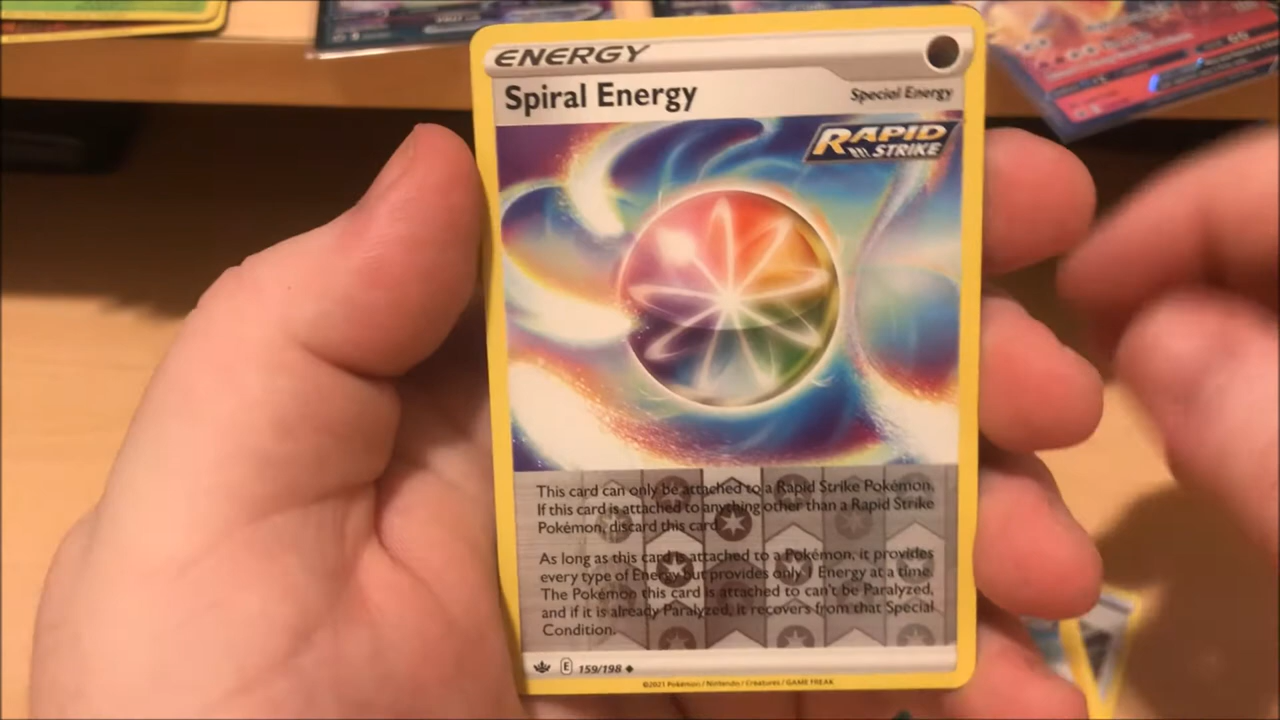 ENERGY
Spiral Energy
Special Energy
RAPID
STRIKE
This card can only be attached to a Rapid Strike Pokémon.
If this card is attached to anything other than a Rapid Strike
Pokémon, discard this card.
As long as this card is attached to a Pokémon, it provides
every type of Energy but provides only 1 Energy at a time.
The Pokémon this card is attached to can't be Paralyzed,
and if it is already Paralyzed, it recovers from that Special
Condition.
E 159/198
©2021 Pokémon / Nintendo / Creatures / GAME FREAK